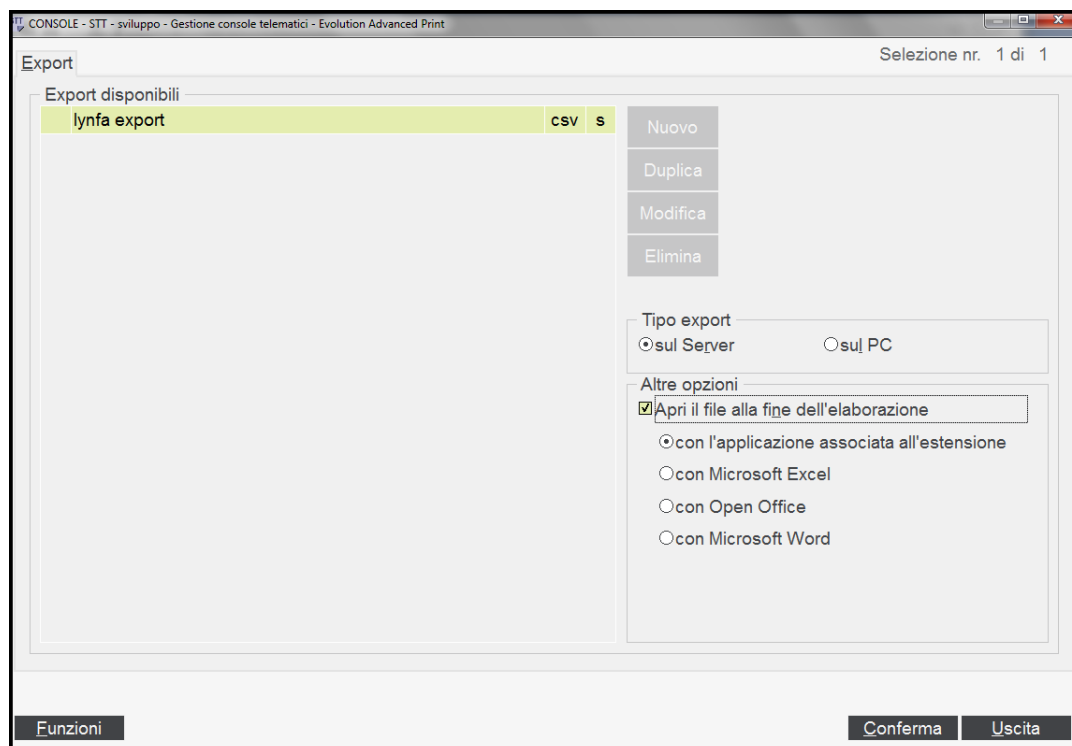 CONSOLE - STT - sviluppo - Gestione console telematici - Evolution Advanced Print
Selezione nr. 1 di 1
Export
Export disponibili
lynfa export csv s
Nuovo
Duplica
Modifica
Elimina
Tipo export
sul Server sul PC
Altre opzioni
Apri il file alla fine dell'elaborazione
con l'applicazione associata all'estensione
con Microsoft Excel
con Open Office
con Microsoft Word
Funzioni Conferma Uscita